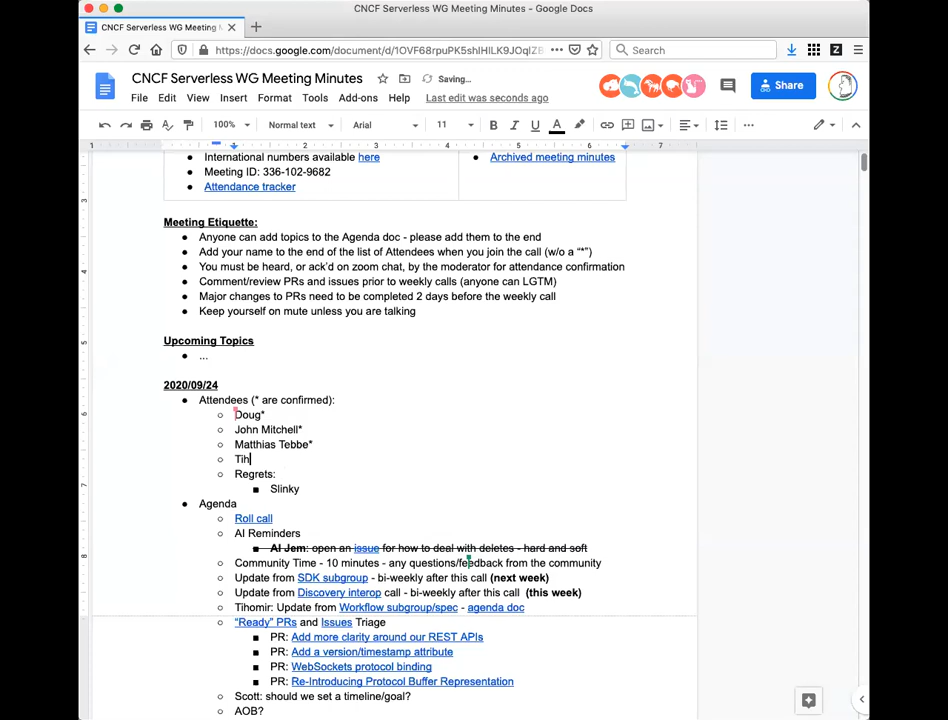 CNCF Serverless WG Meeting Minutes - Google Docs
CNCF Serverless WG Meeting M
https://docs.google.com/document/d/
Search
CNCF Serverless WG Meeting Minutes
Saving...
File Edit View Insert Format Tools Add-ons Help Last edit was seconds ago
Share
100% Normal text Arial 11 B I U A
1 1 2 3 4 5 6 7
International numbers available here
Archived meeting minutes
Meeting ID: 336-102-9682
Attendance tracker
Meeting Etiquette:
Anyone can add topics to the Agenda doc - please add them to the end
Add your name to the end of the list of Attendees when you join the call (w/o a "*")
You must be heard, or ack'd on zoom chat, by the moderator for attendance confirmation
Comment/review PRs and issues prior to weekly calls (anyone can LGTM)
Major changes to PRs need to be completed 2 days before the weekly call
Keep yourself on mute unless you are talking
Upcoming Topics
...
2020/09/24
Attendees (* are confirmed):
Doug*
John Mitchell*
Matthias Tebbe*
Tih
Regrets:
Slinky
Agenda
Roll call
AI Reminders
AI Jem: open an issue for how to deal with deletes - hard and soft
Community Time - 10 minutes - any questions/feedback from the community
Update from SDK subgroup - bi-weekly after this call (next week)
Update from Discovery interop call - bi-weekly after this call (this week)
Tihomir: Update from Workflow subgroup/spec - agenda doc
"Ready" PRs and Issues Triage
PR: Add more clarity around our REST APIs
PR: Add a version/timestamp attribute
PR: WebSockets protocol binding
PR: Re-Introducing Protocol Buffer Representation
Scott: should we set a timeline/goal?
AOB?